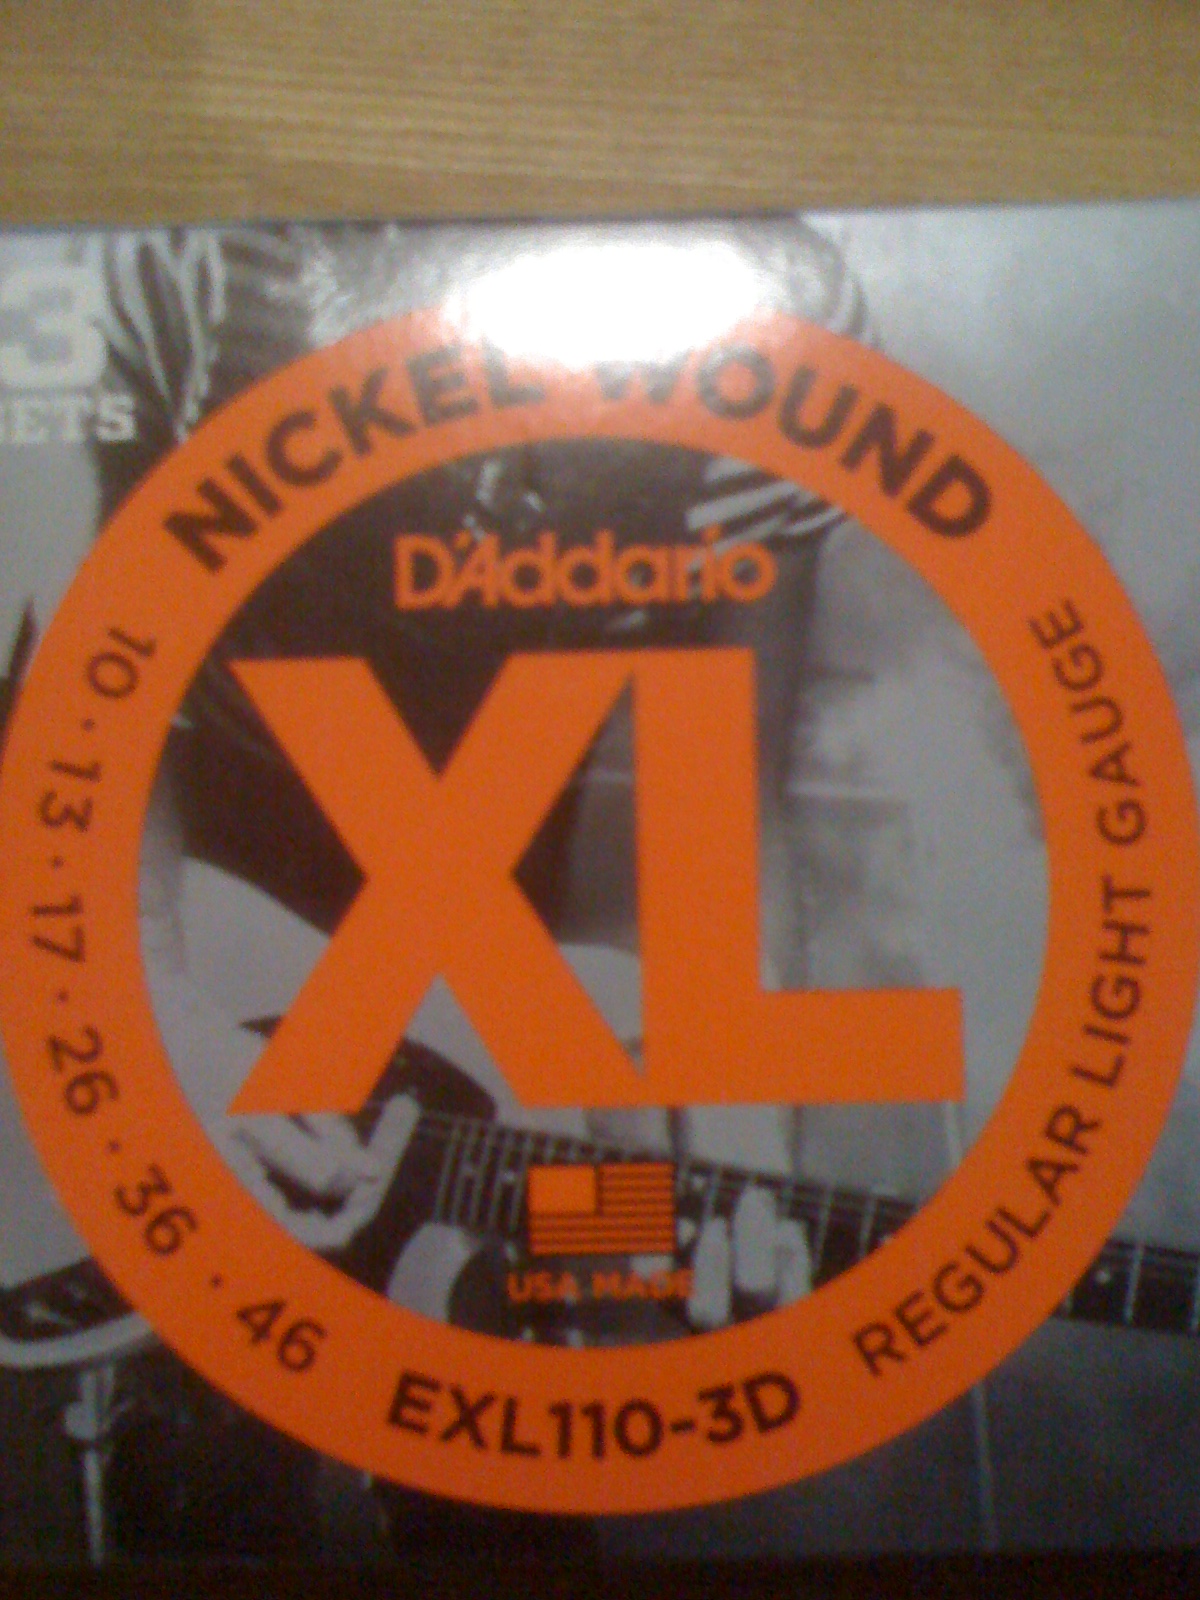 3
SETS
NICKEL WOUND
D'Addario
XL
USA MADE
10 · 13 · 17 · 26 · 36 · 46
EXL110-3D
REGULAR LIGHT GAUGE